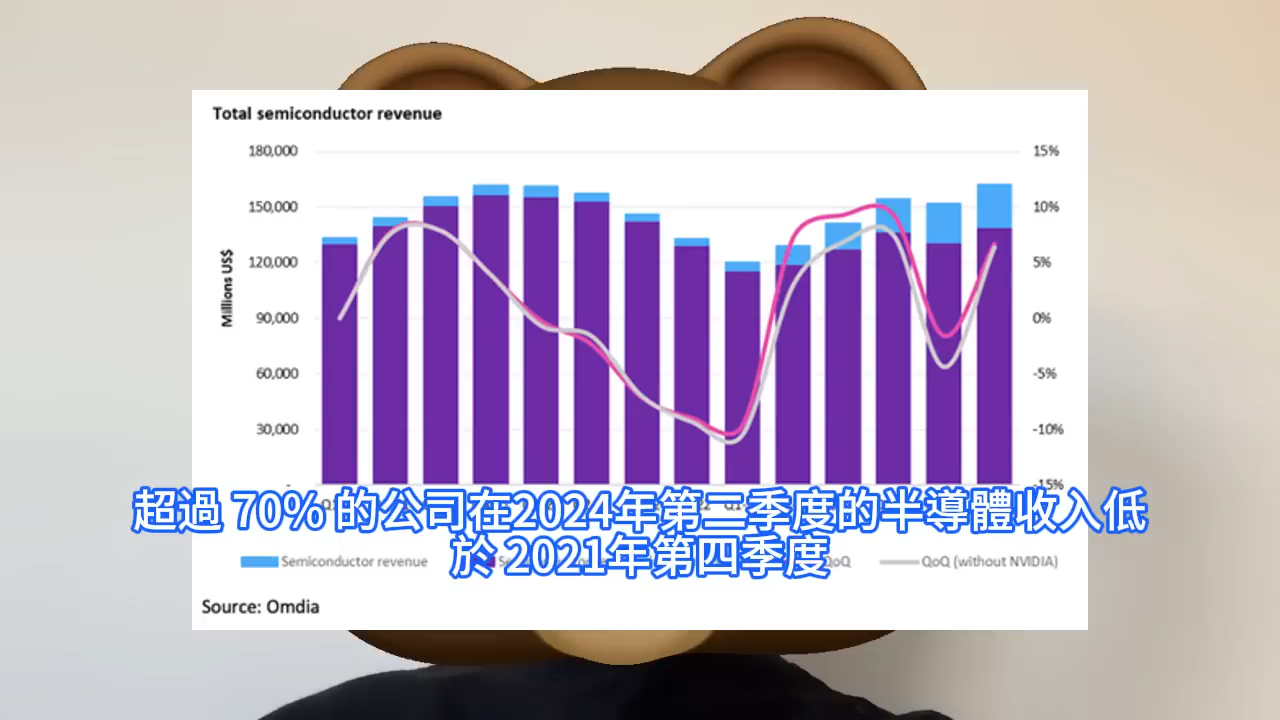 Total semiconductor revenue
180,000
150,000
120,000
90,000
60,000
30,000
-
Millions US$
15%
10%
5%
0%
-5%
-10%
-15%
超過 70% 的公司在2024年第二季度的半導體收入低
於 2021年第四季度
Semiconductor revenue
QoQ
QoQ (without NVIDIA)
Source: Omdia